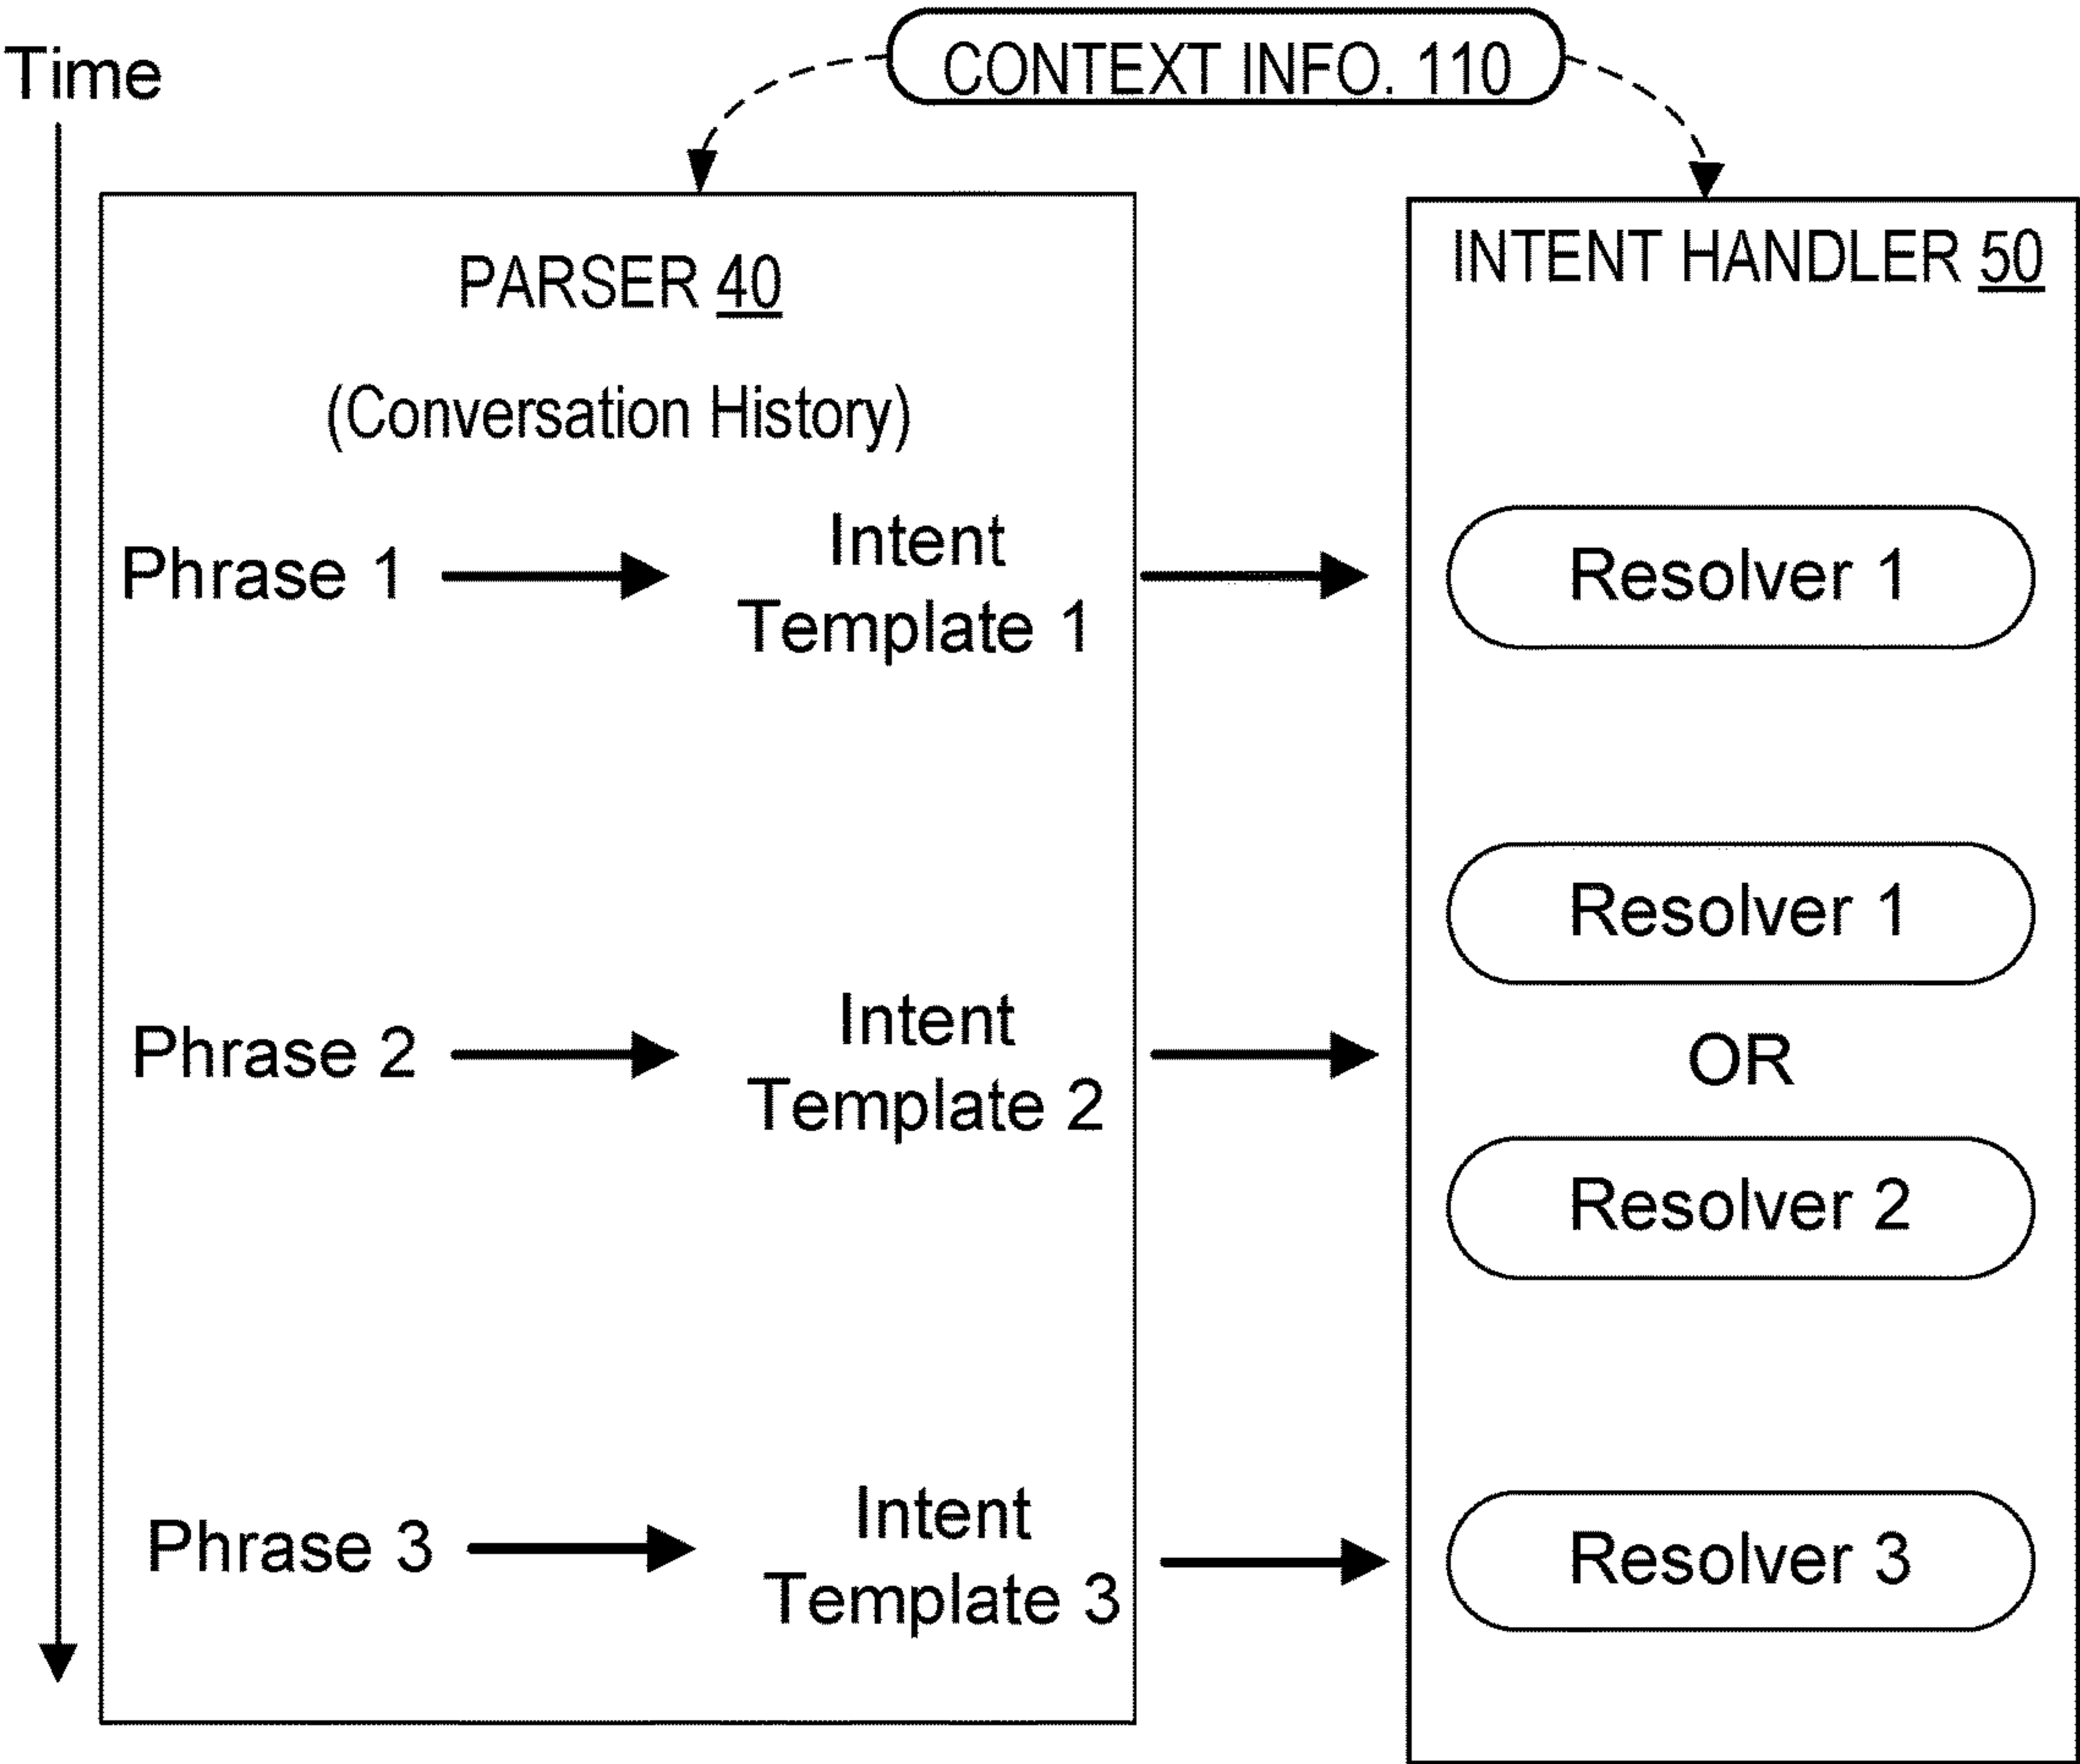 Time
CONTEXT INFO. 110
PARSER 40
(Conversation History)
INTENT HANDLER 50
Phrase 1
Intent
Template 1
Resolver 1
Resolver 1
Phrase 2
Intent
Template 2
OR
Resolver 2
Phrase 3
Intent
Template 3
Resolver 3